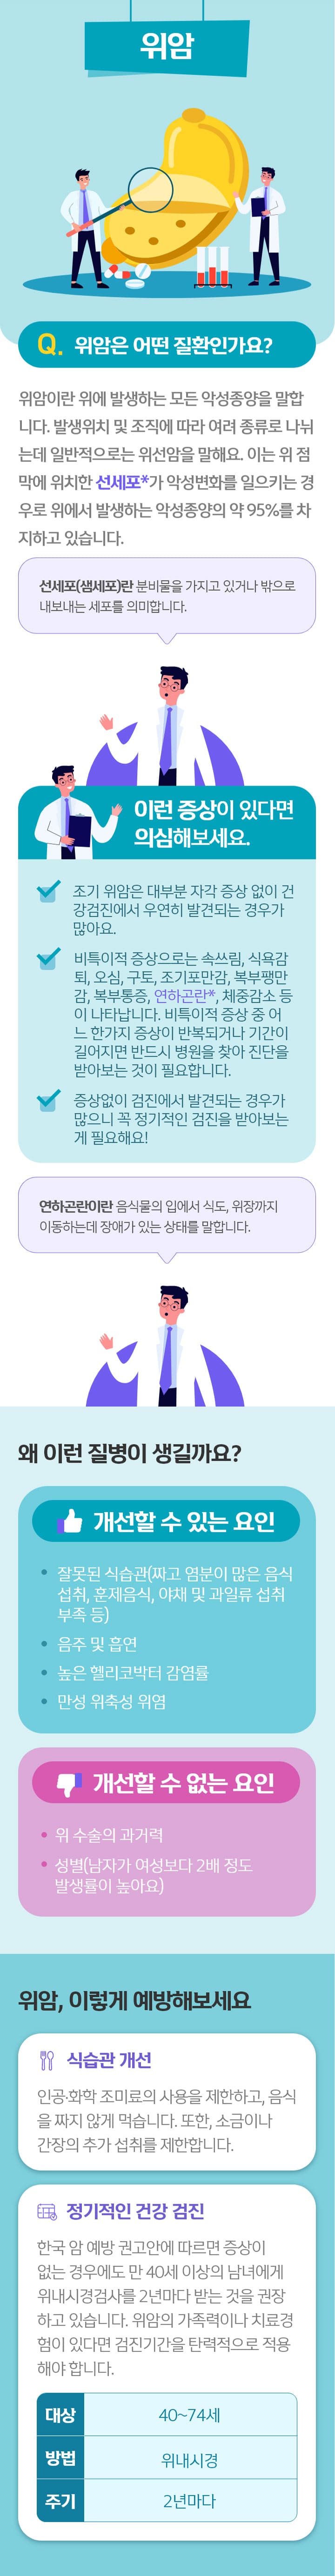 위암
Q. 위암은 어떤 질환인가요?
위암이란 위에 발생하는 모든 악성종양을 말합
니다. 발생위치 및 조직에 따라 여러 종류로 나뉘
는데 일반적으로는 위선암을 말해요. 이는 위 점
막에 위치한 선세포*가 악성변화를 일으키는 경
우로 위에서 발생하는 악성종양의 약 95%를 차
지하고 있습니다.
선세포(샘세포)란 분비물을 가지고 있거나 밖으로
내보내는 세포를 의미합니다.
이런 증상이 있다면
의심해보세요.
조기 위암은 대부분 자각 증상 없이 건
강검진에서 우연히 발견되는 경우가
많아요.
비특이적 증상으로는 속쓰림, 식욕감
퇴, 오심, 구토, 조기포만감, 복부팽만
감, 복부통증, 연하곤란*, 체중감소 등
이 나타납니다. 비특이적 증상 중 어
느 한가지 증상이 반복되거나 기간이
길어지면 반드시 병원을 찾아 진단을
받아보는 것이 필요합니다.
증상없이 검진에서 발견되는 경우가
많으니 꼭 정기적인 검진을 받아보는
게 필요해요!
연하곤란이란 음식물의 입에서 식도, 위장까지
이동하는데 장애가 있는 상태를 말합니다.
왜 이런 질병이 생길까요?
개선할 수 있는 요인
• 잘못된 식습관(짜고 염분이 많은 음식
섭취, 훈제음식, 야채 및 과일류 섭취
부족 등)
• 음주 및 흡연
• 높은 헬리코박터 감염률
• 만성 위축성 위염
개선할 수 없는 요인
• 위 수술의 과거력
• 성별(남자가 여성보다 2배 정도
발생률이 높아요)
위암, 이렇게 예방해보세요
식습관 개선
인공·화학 조미료의 사용을 제한하고, 음식
을 짜지 않게 먹습니다. 또한, 소금이나
간장의 추가 섭취를 제한합니다.
정기적인 건강 검진
한국 암 예방 권고안에 따르면 증상이
없는 경우에도 만 40세 이상의 남녀에게
위내시경검사를 2년마다 받는 것을 권장
하고 있습니다. 위암의 가족력이나 치료경
험이 있다면 검진기간을 탄력적으로 적용
해야 합니다.
대상 40~74세
방법 위내시경
주기 2년마다